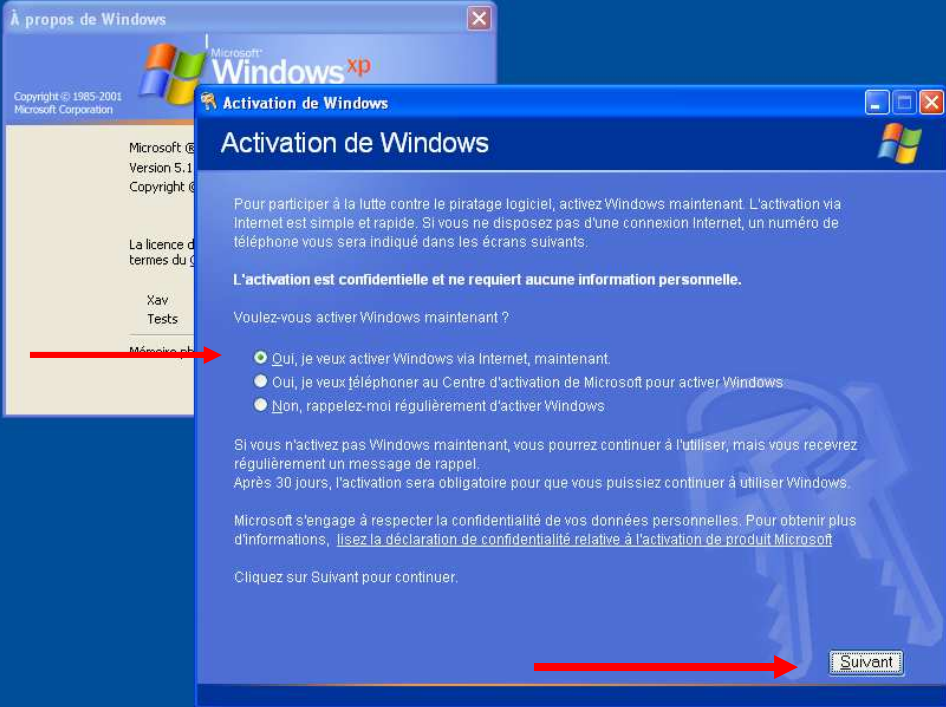 À propos de Windows
Microsoft®
Windows xp
Copyright © 1985-2001
Microsoft Corporation
Microsoft ®
Version 5.1
Copyright ©
La licence d
termes du
Xav
Tests
Mémoire ph
Activation de Windows
Activation de Windows
Pour participer à la lutte contre le piratage logiciel, activez Windows maintenant. L'activation via
Internet est simple et rapide. Si vous ne disposez pas d'une connexion Internet, un numéro de
téléphone vous sera indiqué dans les écrans suivants.
L'activation est confidentielle et ne requiert aucune information personnelle.
Voulez-vous activer Windows maintenant ?
Oui, je veux activer Windows via Internet, maintenant.
Oui, je veux téléphoner au Centre d'activation de Microsoft pour activer Windows
Non, rappelez-moi régulièrement d'activer Windows
Si vous n'activez pas Windows maintenant, vous pourrez continuer à l'utiliser, mais vous recevrez
régulièrement un message de rappel.
Après 30 jours, l'activation sera obligatoire pour que vous puissiez continuer à utiliser Windows.
Microsoft s'engage à respecter la confidentialité de vos données personnelles. Pour obtenir plus
d'informations, lisez la déclaration de confidentialité relative à l'activation de produit Microsoft
Cliquez sur Suivant pour continuer.
Suivant